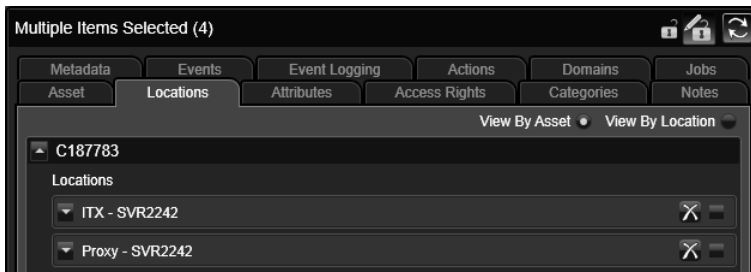 Multiple Items Selected (4)
Metadata Events Event Logging Actions Domains Jobs
Asset Locations Attributes Access Rights Categories Notes
View By Asset View By Location
C187783
Locations
ITX - SVR2242
Proxy - SVR2242